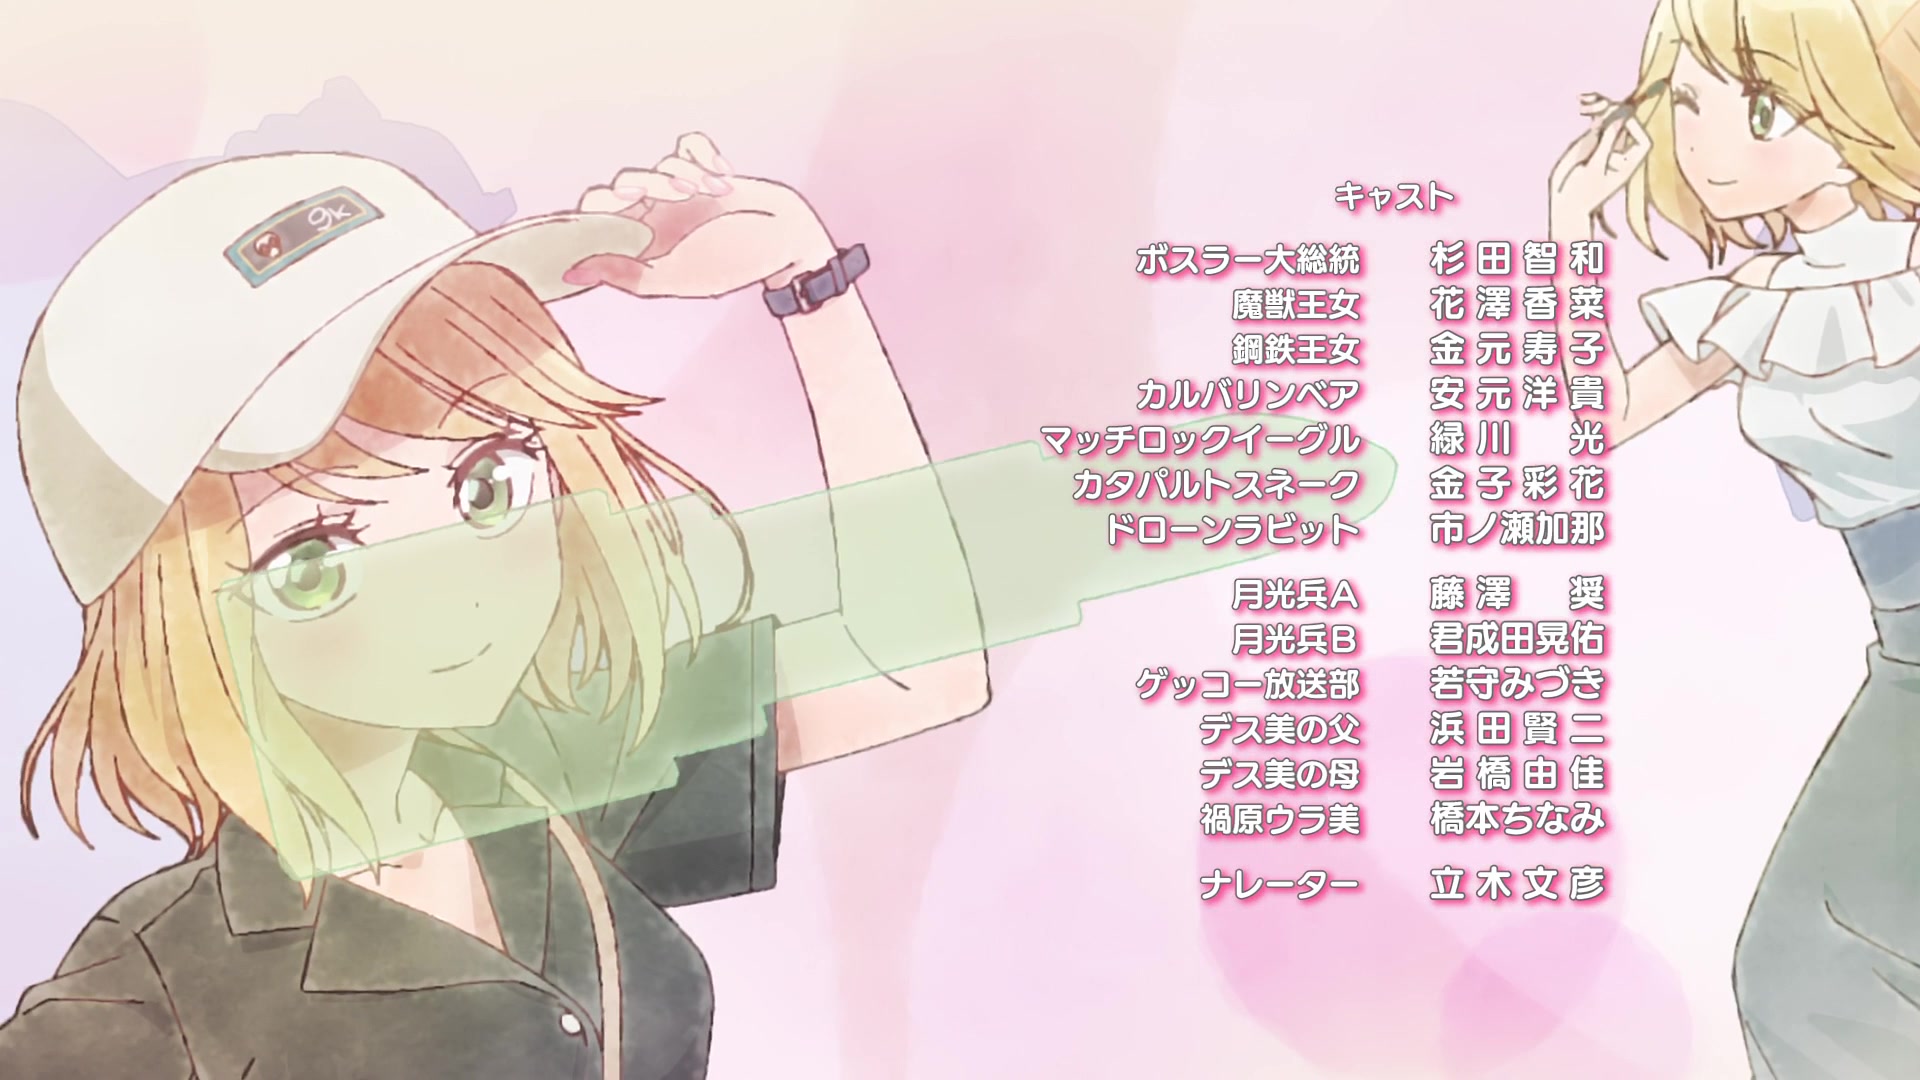 9K
キャスト
ボスラー大総統 杉田智和
魔獣王女 花澤香菜
鋼鉄王女 金元寿子
カルバリンベア 安元洋貴
マッチロックイーグル 緑川 光
カタパルトスネーク 金子彩花
ドローンラビット 市ノ瀬加那
月光兵A 藤澤 奨
月光兵B 君成田晃佑
ゲッコー放送部 若守みづき
デス美の父 浜田賢二
デス美の母 岩橋由佳
禍原ウラ美 橋本ちなみ
ナレーター 立木文彦